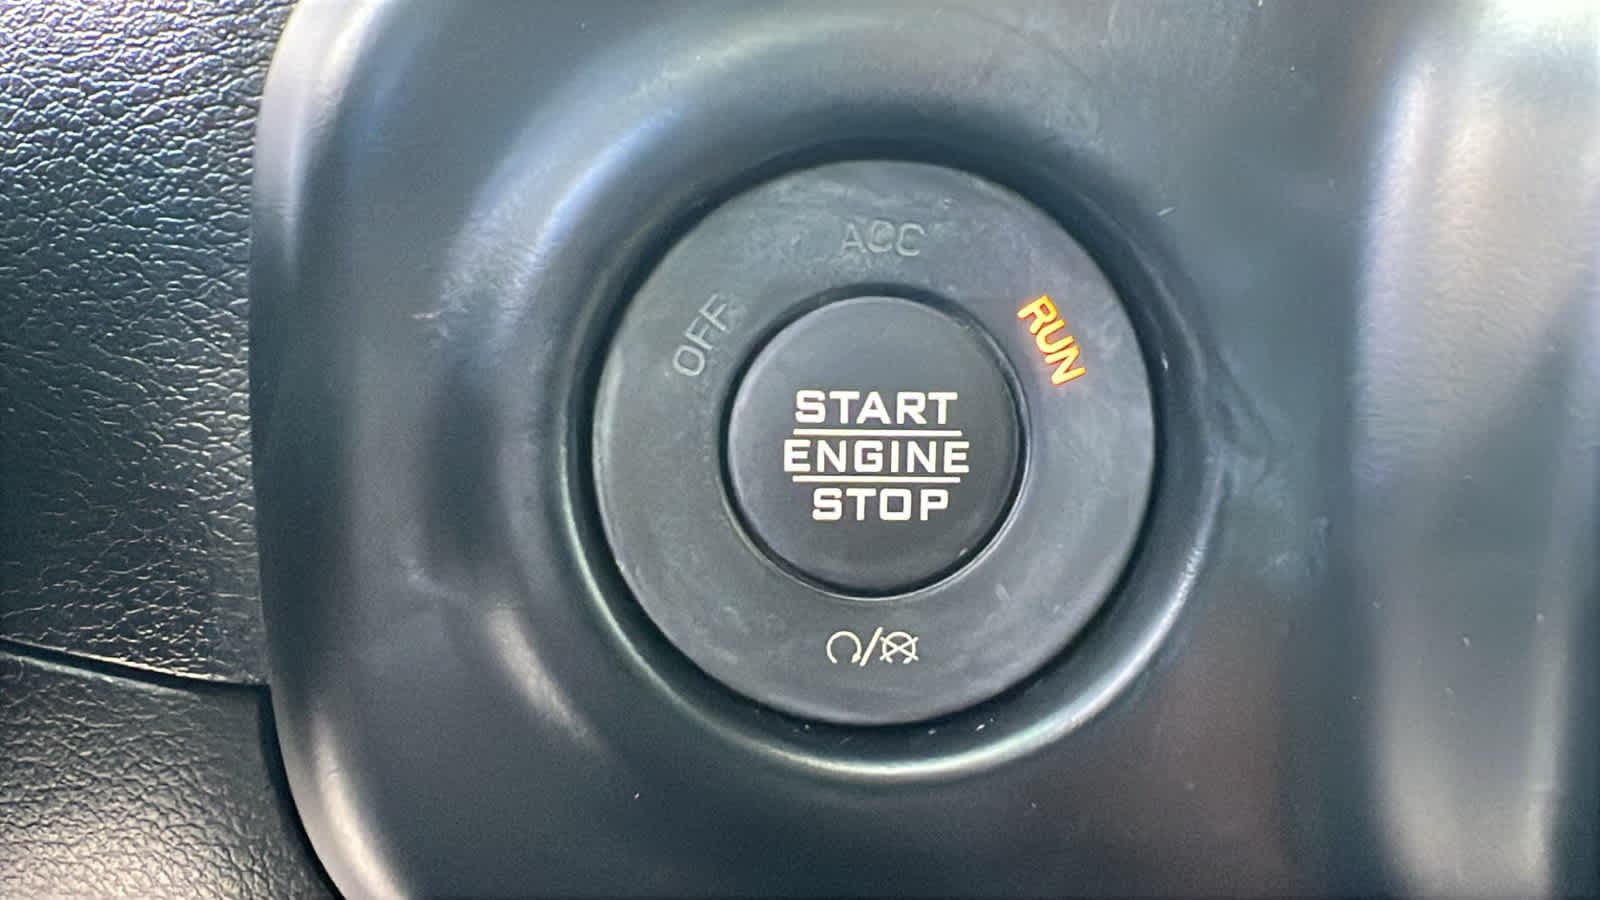 ACC
OFF
RUN
START
ENGINE
STOP